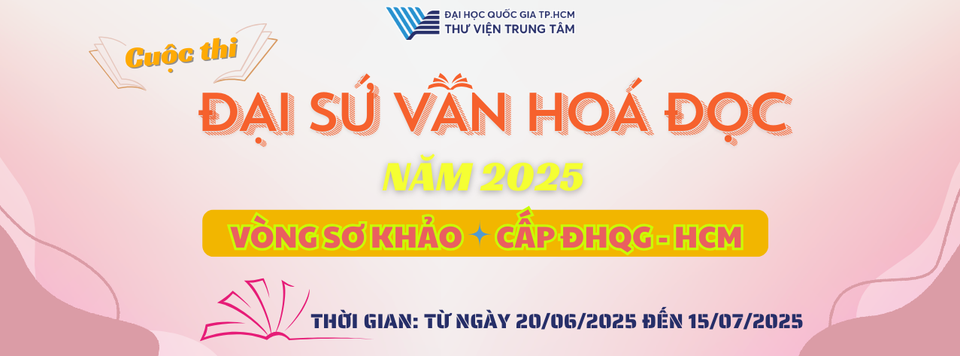 ĐẠI HỌC QUỐC GIA TP.HCM
THƯ VIỆN TRUNG TÂM
Cuộc thi
ĐẠI SỨ VĂN HOÁ ĐỌC
NĂM 2025
VÒNG SƠ KHẢO CẤP ĐHQG - HCM
THỜI GIAN: TỪ NGÀY 20/06/2025 ĐẾN 15/07/2025